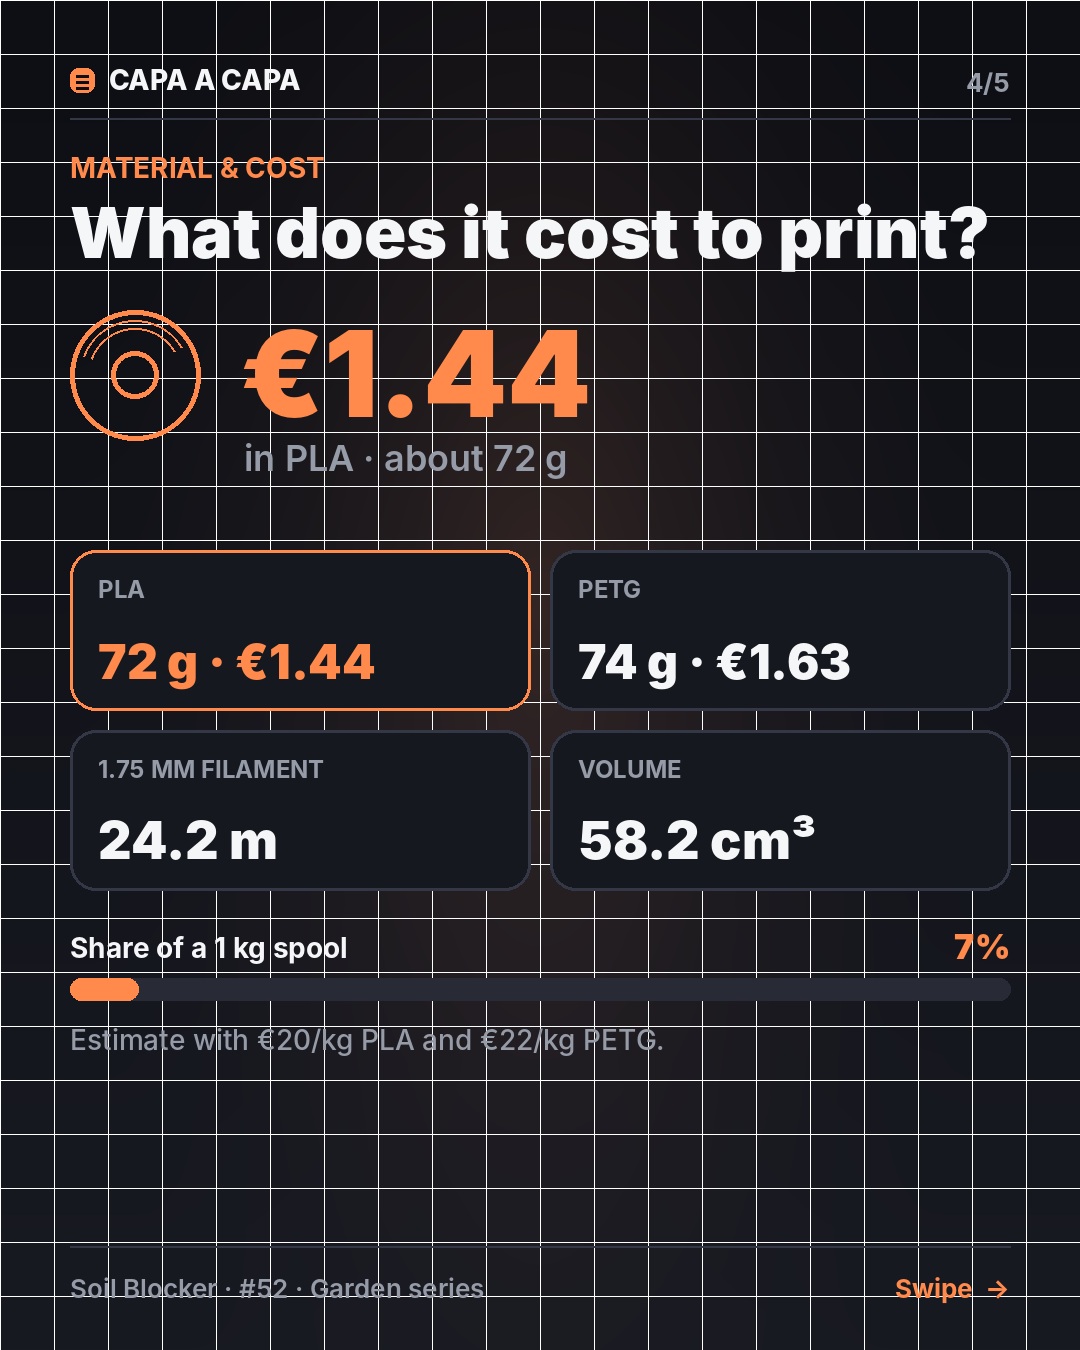 CAPA A CAPA
4/5
MATERIAL & COST
What does it cost to print?
€1.44
in PLA · about 72 g
PLA
72 g · €1.44
PETG
74 g · €1.63
1.75 MM FILAMENT
24.2 m
VOLUME
58.2 cm³
Share of a 1 kg spool
7%
Estimate with €20/kg PLA and €22/kg PETG.
Soil Blocker · #52 · Garden series
Swipe →